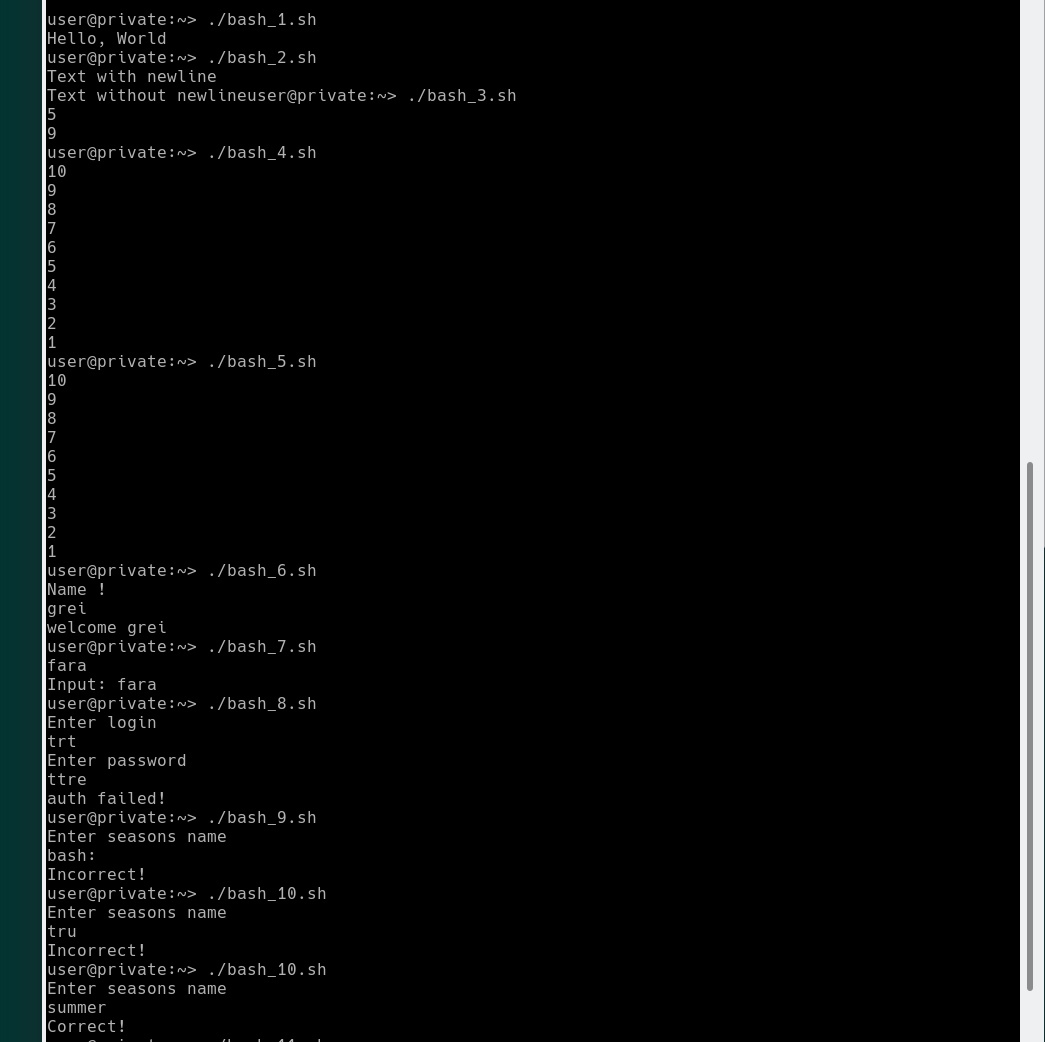 user@private:~> ./bash_1.sh
Hello, World
user@private:~> ./bash_2.sh
Text with newline
Text without newlineuser@private:~> ./bash_3.sh
5
9
user@private:~> ./bash_4.sh
10
9
8
7
6
5
4
3
2
1
user@private:~> ./bash_5.sh
10
9
8
7
6
5
4
3
2
1
user@private:~> ./bash_6.sh
Name !
grei
welcome grei
user@private:~> ./bash_7.sh
fara
Input: fara
user@private:~> ./bash_8.sh
Enter login
trt
Enter password
ttre
auth failed!
user@private:~> ./bash_9.sh
Enter seasons name
bash:
Incorrect!
user@private:~> ./bash_10.sh
Enter seasons name
tru
Incorrect!
user@private:~> ./bash_10.sh
Enter seasons name
summer
Correct!